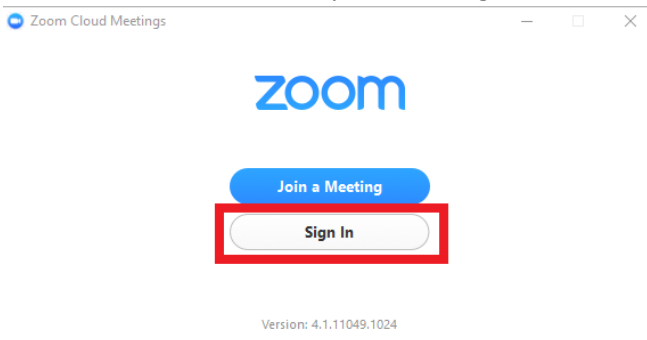 Zoom Cloud Meetings
zoom
Join a Meeting
Sign In
Version: 4.1.11049.1024